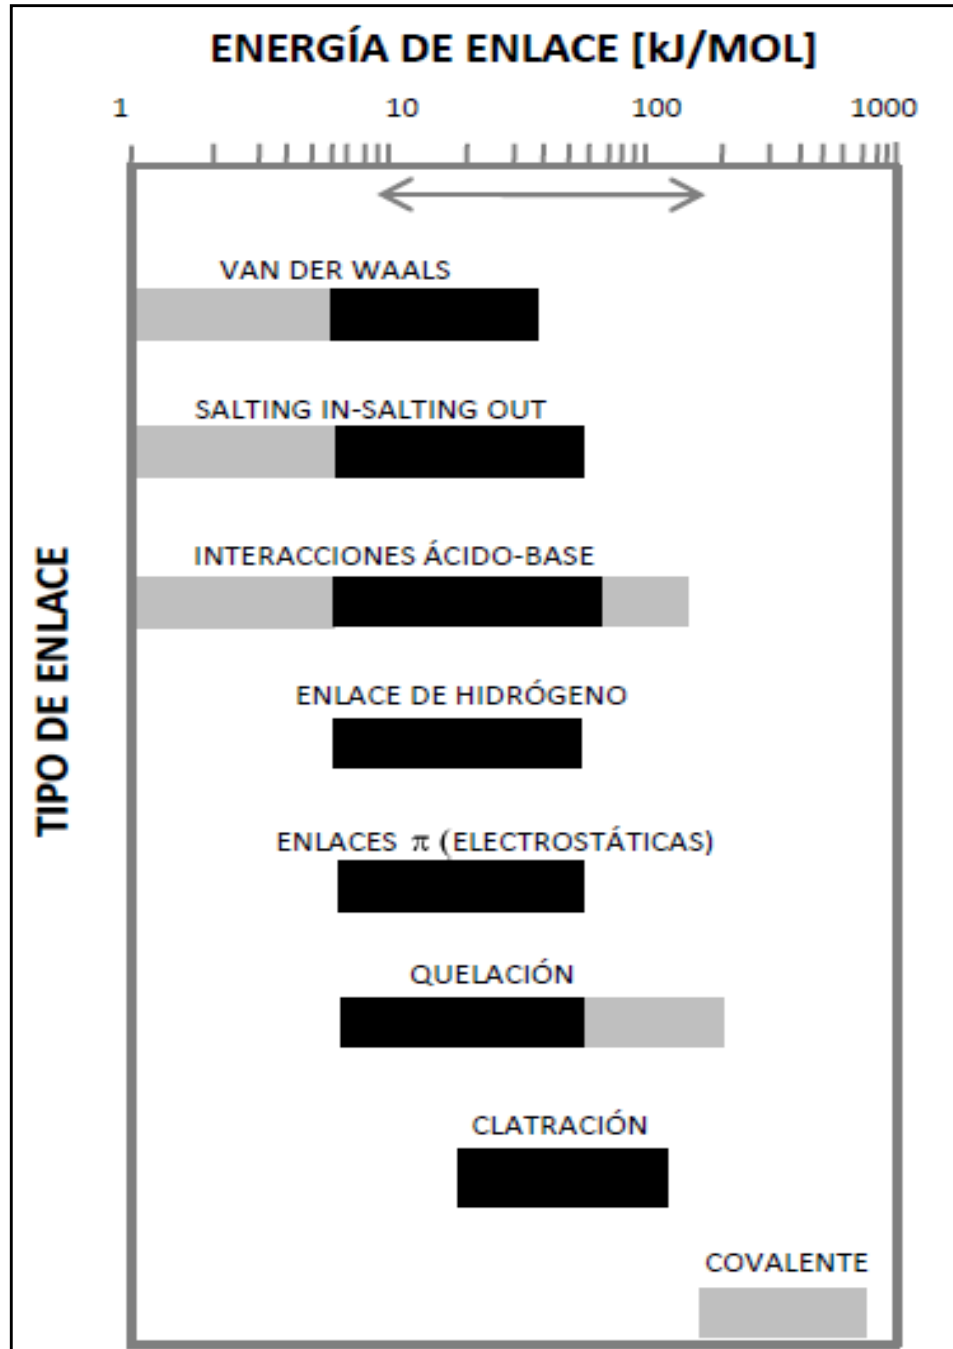 ENERGÍA DE ENLACE [kJ/MOL]
1 10 100 1000
VAN DER WAALS
SALTING IN-SALTING OUT
INTERACCIONES ÁCIDO-BASE
ENLACE DE HIDRÓGENO
ENLACES π (ELECTROSTÁTICAS)
QUELACIÓN
CLATRACIÓN
COVALENTE
TIPO DE ENLACE